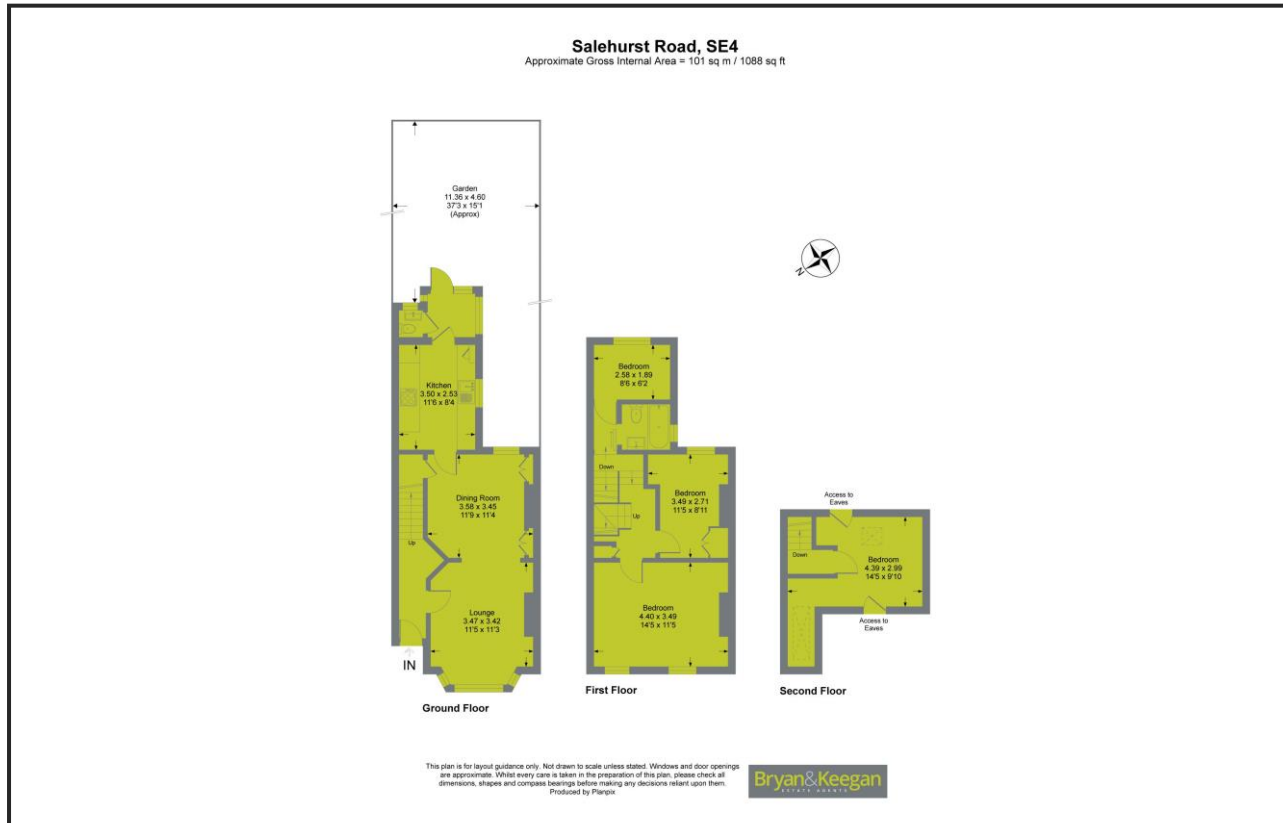 Salehurst Road, SE4
Approximate Gross Internal Area = 101 sq m / 1088 sq ft
Garden
11.36 x 4.60
37'3 x 15'1
(Approx)
N
Kitchen
3.50 x 2.53
11'6 x 8'4
Dining Room
3.58 x 3.45
11'9 x 11'4
Up
Lounge
3.47 x 3.42
11'5 x 11'3
IN
Ground Floor
Bedroom
2.58 x 1.89
8'6 x 6'2
Down
Up
Bedroom
3.49 x 2.71
11'5 x 8'11
Bedroom
4.40 x 3.49
14'5 x 11'5
First Floor
Access to
Eaves
Down
Bedroom
4.39 x 2.99
14'5 x 9'10
Access to
Eaves
Second Floor
This plan is for layout guidance only. Not drawn to scale unless stated. Windows and door openings
are approximate. Whilst every care is taken in the preparation of this plan, please check all
dimensions, shapes and compass bearings before making any decisions reliant upon them.
Produced by Planpix
Bryan&Keegan
ESTATE AGENTS